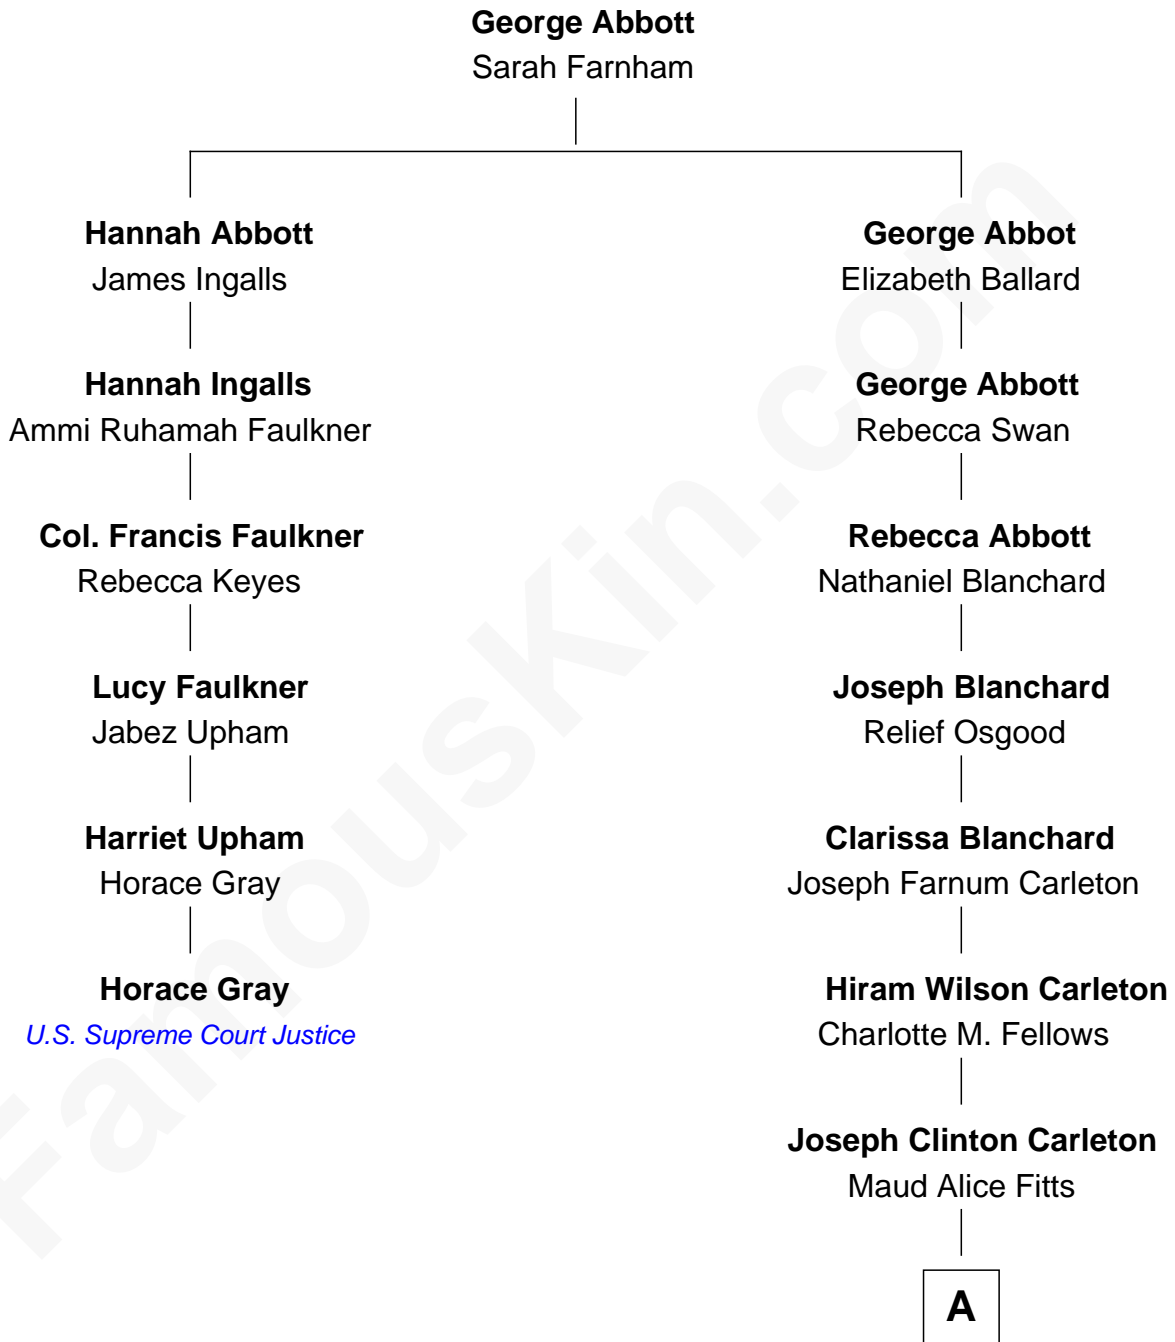 George Abbott
Sarah Farnham
Hannah Abbott
James Ingalls
George Abbot
Elizabeth Ballard
Hannah Ingalls
Ammi Ruhamah Faulkner
George Abbott
Rebecca Swan
Col. Francis Faulkner
Rebecca Keyes
Rebecca Abbott
Nathaniel Blanchard
Lucy Faulkner
Jabez Upham
Joseph Blanchard
Relief Osgood
Harriet Upham
Horace Gray
Clarissa Blanchard
Joseph Farnum Carleton
Horace Gray
U.S. Supreme Court Justice
Hiram Wilson Carleton
Charlotte M. Fellows
Joseph Clinton Carleton
Maud Alice Fitts
A
FamousKin.com